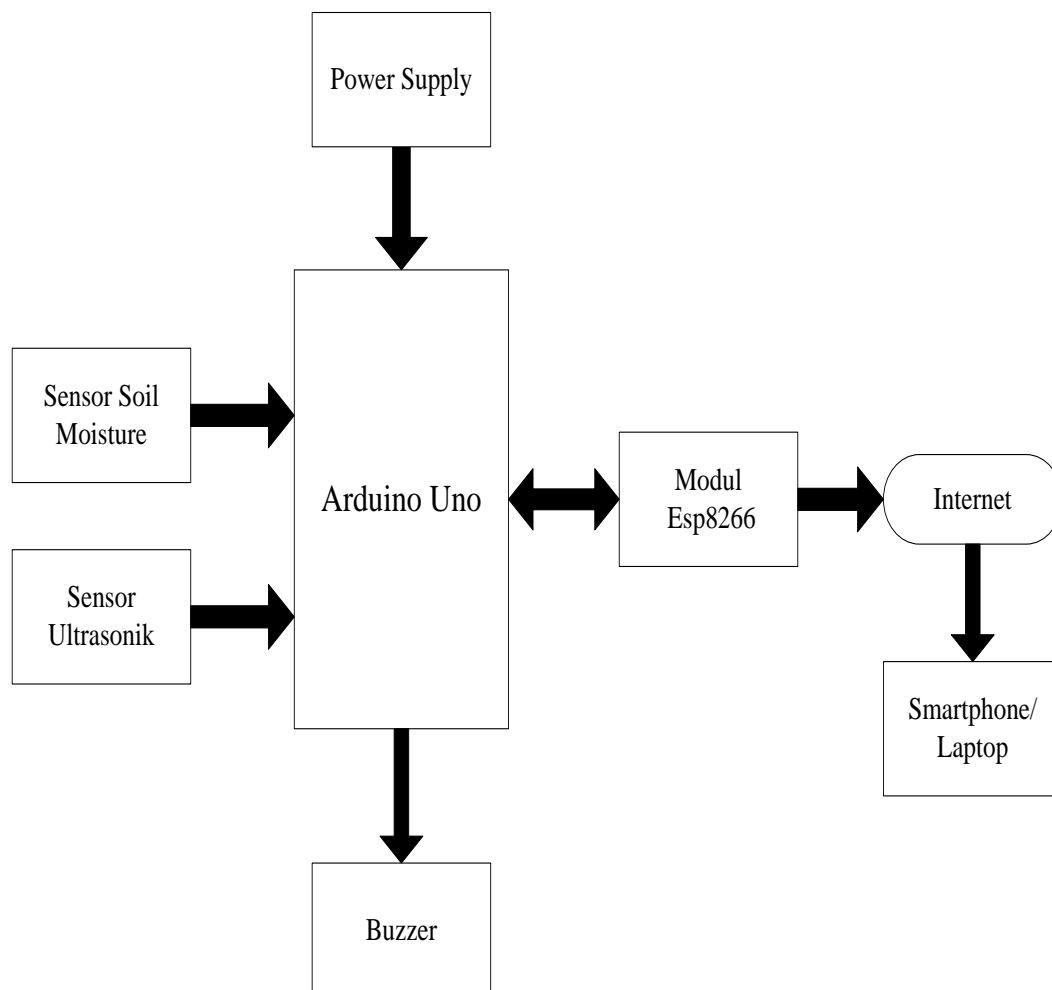 Power Supply
Sensor Soil
Moisture
Arduino Uno
Modul
Esp8266
Internet
Sensor
Ultrasonik
Smartphone/
Laptop
Buzzer